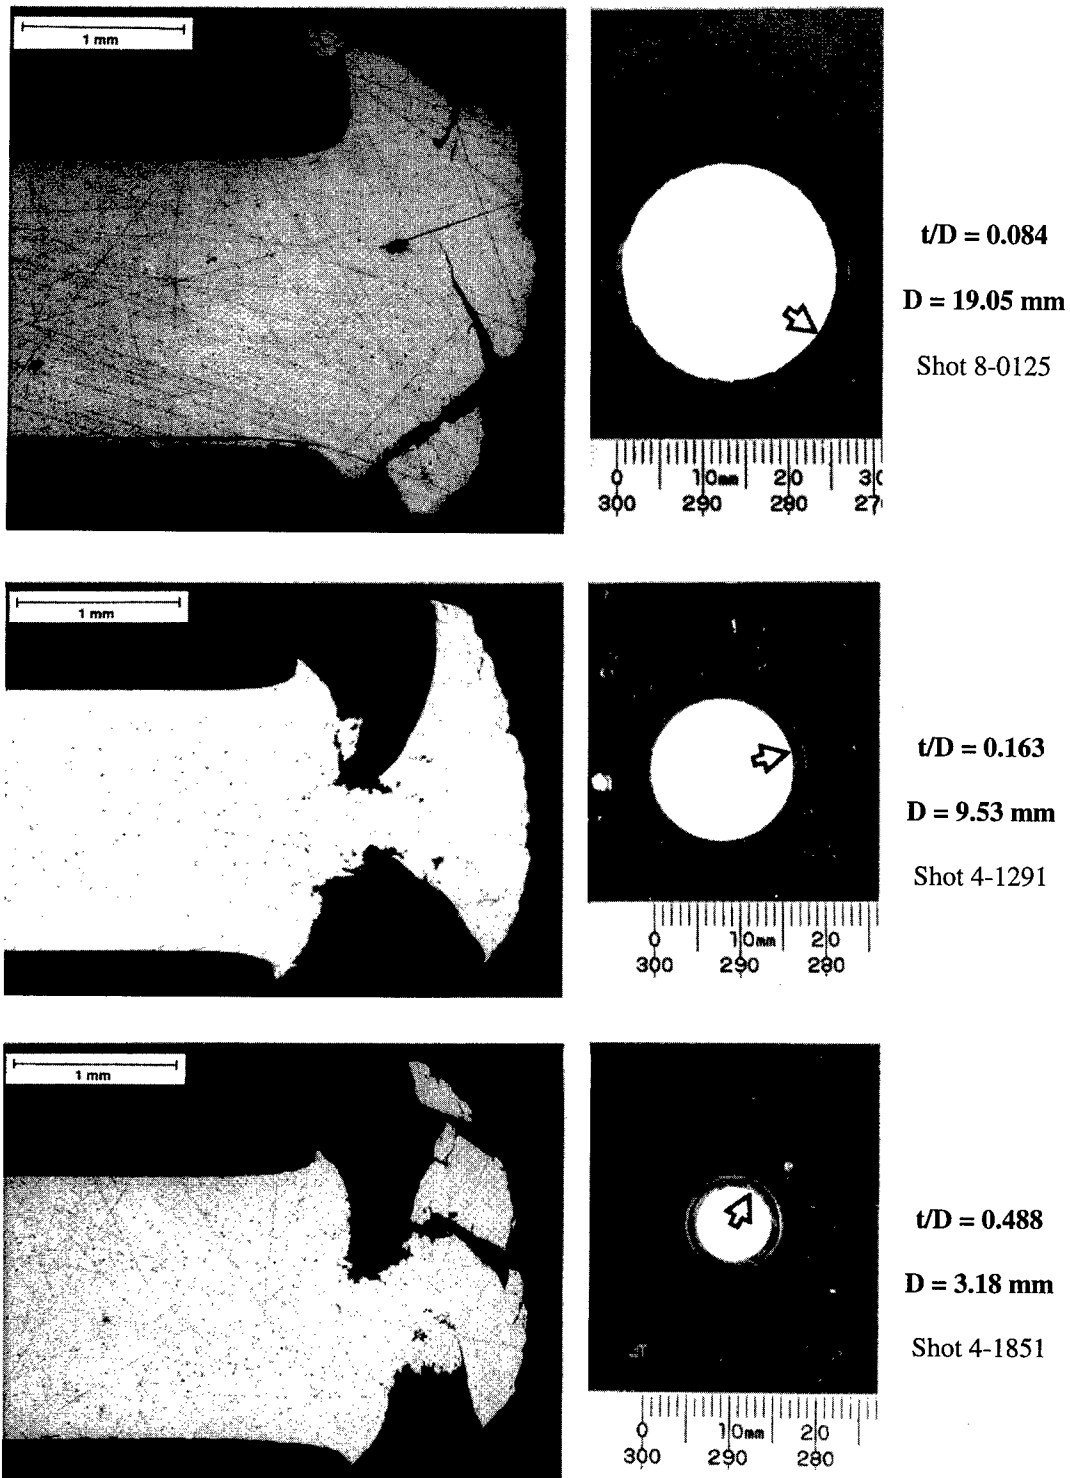 1 mm
t/D = 0.084
D = 19.05 mm
Shot 8-0125
0 10mm 20 30
300 290 280 27
1 mm
t/D = 0.163
D = 9.53 mm
Shot 4-1291
0 10mm 20
300 290 280
1 mm
t/D = 0.488
D = 3.18 mm
Shot 4-1851
0 10mm 20
300 290 280